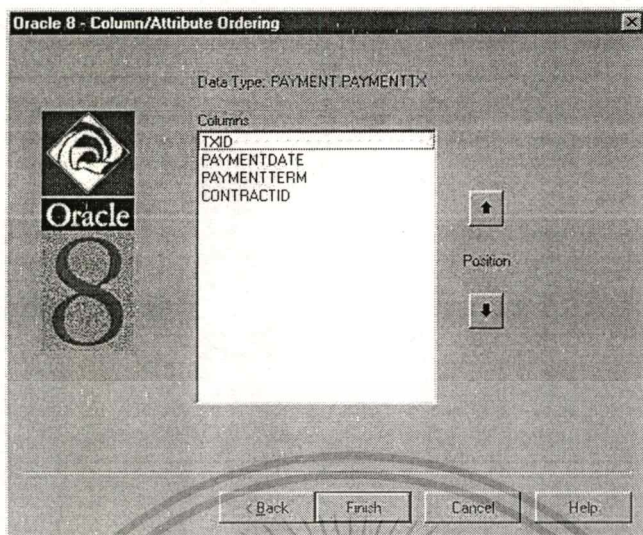 Oracle 8 - Column/Attribute Ordering
Data Type: PAYMENT.PAYMENTTX
Columns
TXID
PAYMENTDATE
PAYMENTTERM
CONTRACTID
Oracle
8
Position
< Back
Finish
Cancel
Help